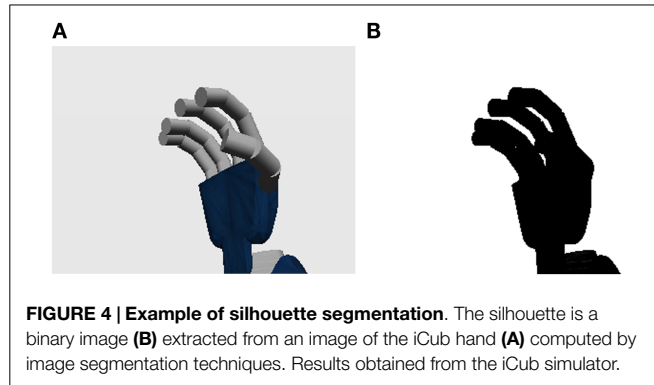 A B
FIGURE 4 | Example of silhouette segmentation. The silhouette is a
binary image (B) extracted from an image of the iCub hand (A) computed by
image segmentation techniques. Results obtained from the iCub simulator.